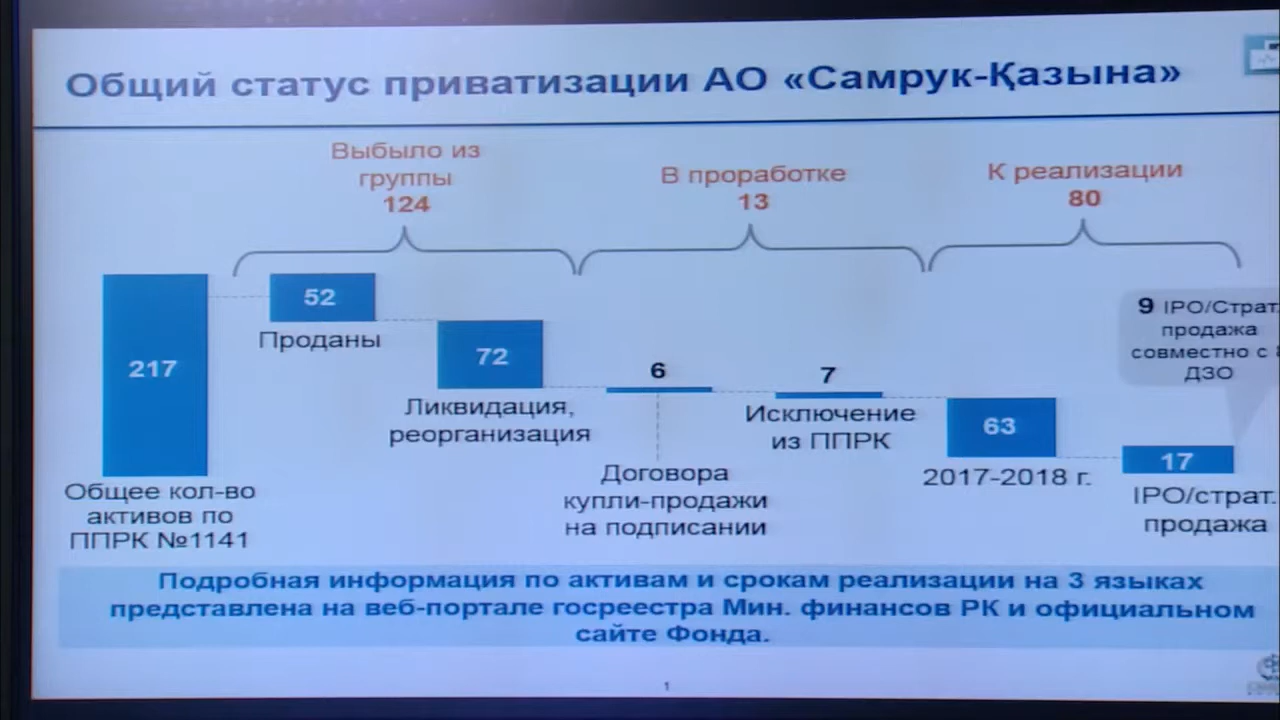 Общий статус приватизации АО «Самрук-Қазына»
Выбыло из
группы
124
В проработке
13
К реализации
80
217
Общее кол-во
активов по
ППРК №1141
52
Проданы
72
Ликвидация,
реорганизация
6
Договора
купли-продажи
на подписании
7
Исключение
из ППРК
63
2017-2018 г.
9 IPO/Страт.
продажа
совместно с
ДЗО
17
IPO/страт.
продажа
Подробная информация по активам и срокам реализации на 3 языках
представлена на веб-портале госреестра Мин. финансов РК и официальном
сайте Фонда.
1